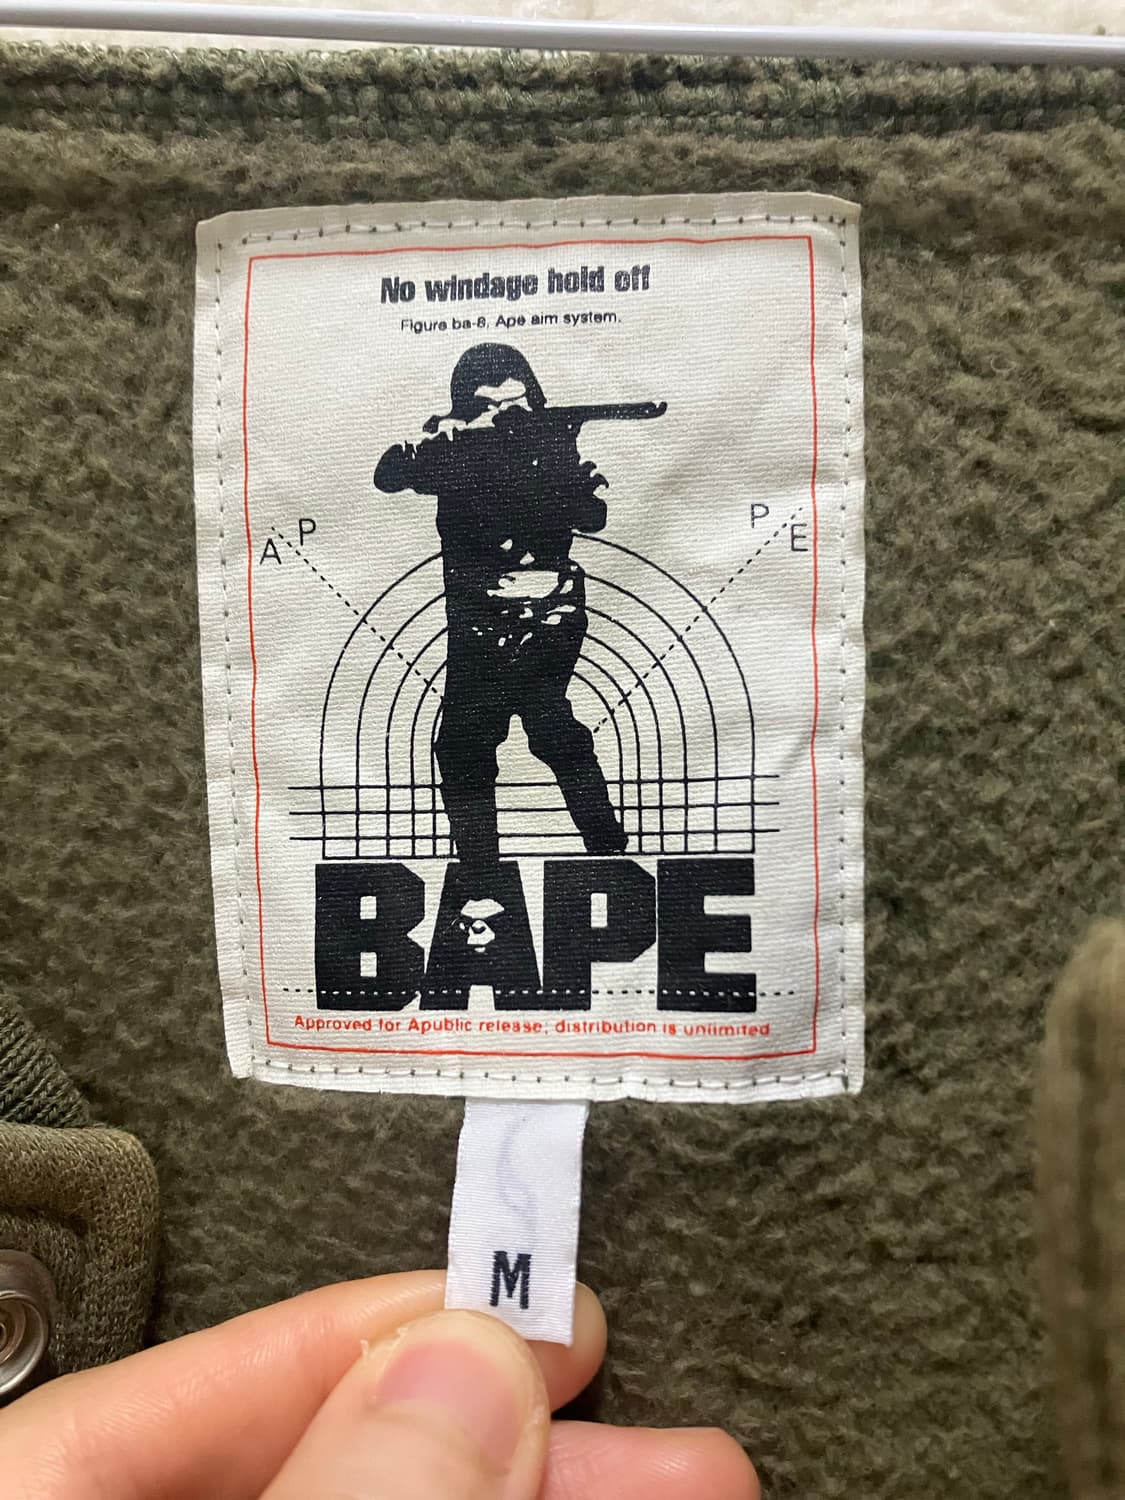 No windage hold off
Figure ba-8, Ape aim system.
A P
P E
BAPE
Approved for Apublic release; distribution is unlimited
M